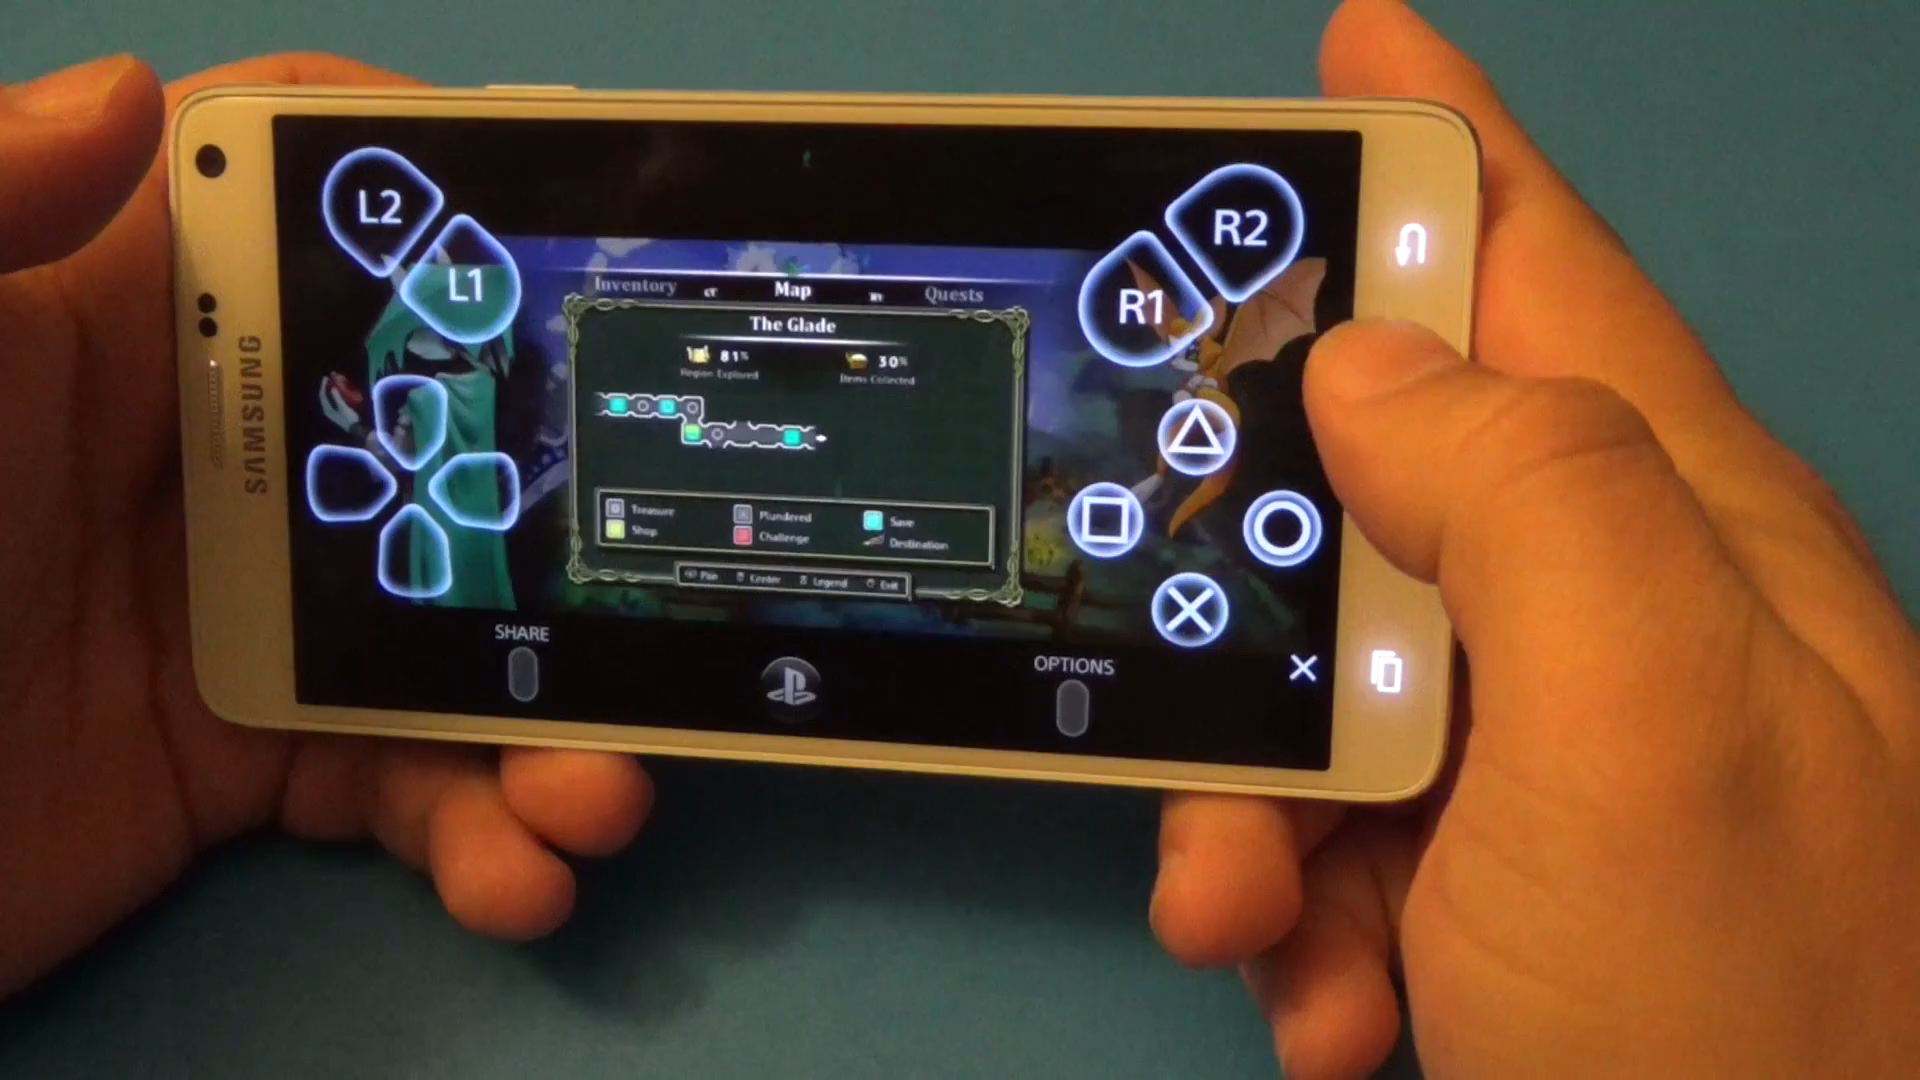 SAMSUNG
L2
L1
R2
R1
Inventory
Map
Quests
The Glade
81%
Region Explored
30%
Items Collected
Treasure
Plundered
Save
Shop
Challenge
Destination
Pan
Center
Legend
Exit
SHARE
OPTIONS